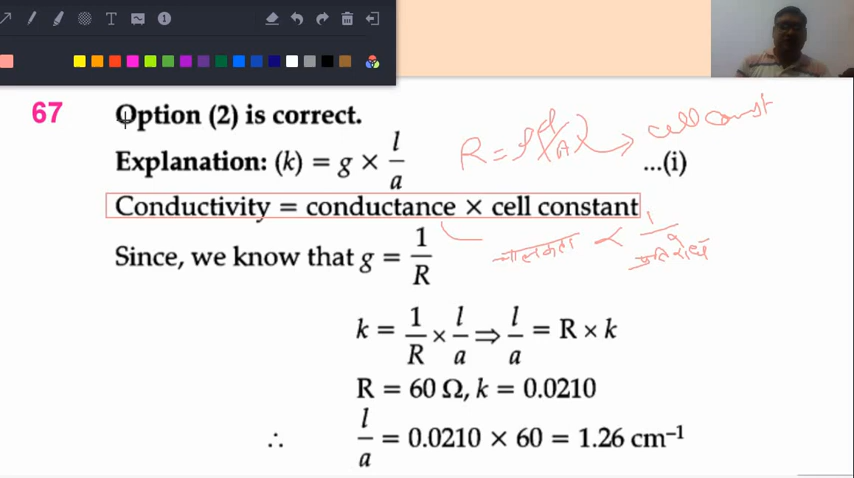 67
Option (2) is correct.
Explanation: (k) = g × l/a ...(i)
R = ρ(l/A) → cell const
Conductivity = conductance × cell constant
Since, we know that g = 1/R
चालकता ∝ 1/प्रतिरोध
k = 1/R × l/a ⇒ l/a = R × k
R = 60 Ω, k = 0.0210
∴ l/a = 0.0210 × 60 = 1.26 cm⁻¹